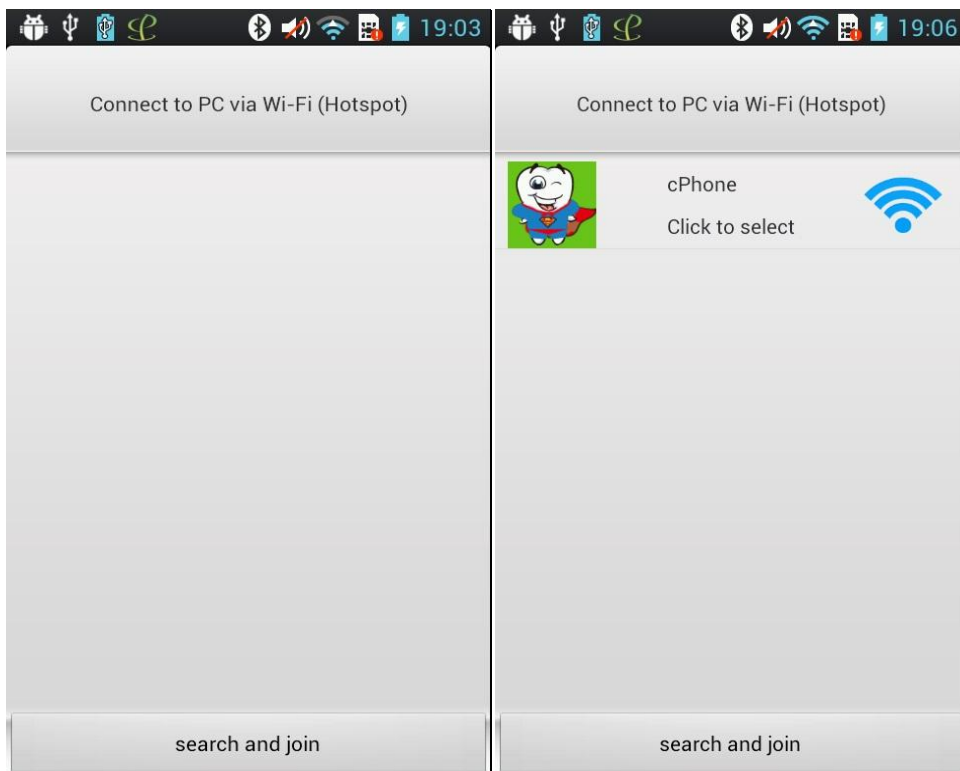 19:03
Connect to PC via Wi-Fi (Hotspot)
search and join
19:06
Connect to PC via Wi-Fi (Hotspot)
cPhone
Click to select
search and join